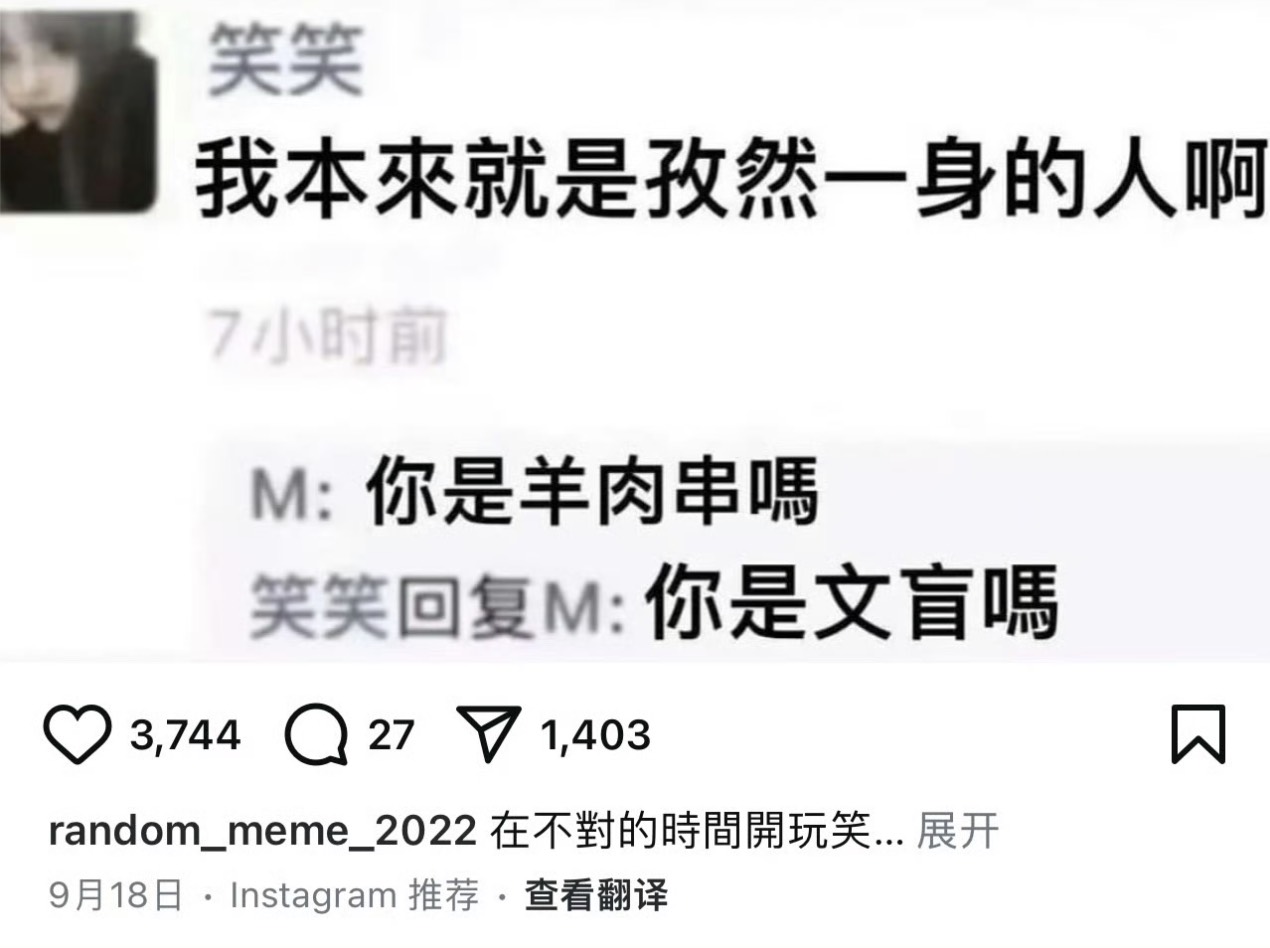 笑笑
我本來就是孜然一身的人啊
7小时前
M: 你是羊肉串嗎
笑笑回复M: 你是文盲嗎
3,744 27 1,403
random_meme_2022 在不對的時間開玩笑... 展开
9月18日 · Instagram 推荐 · 查看翻译